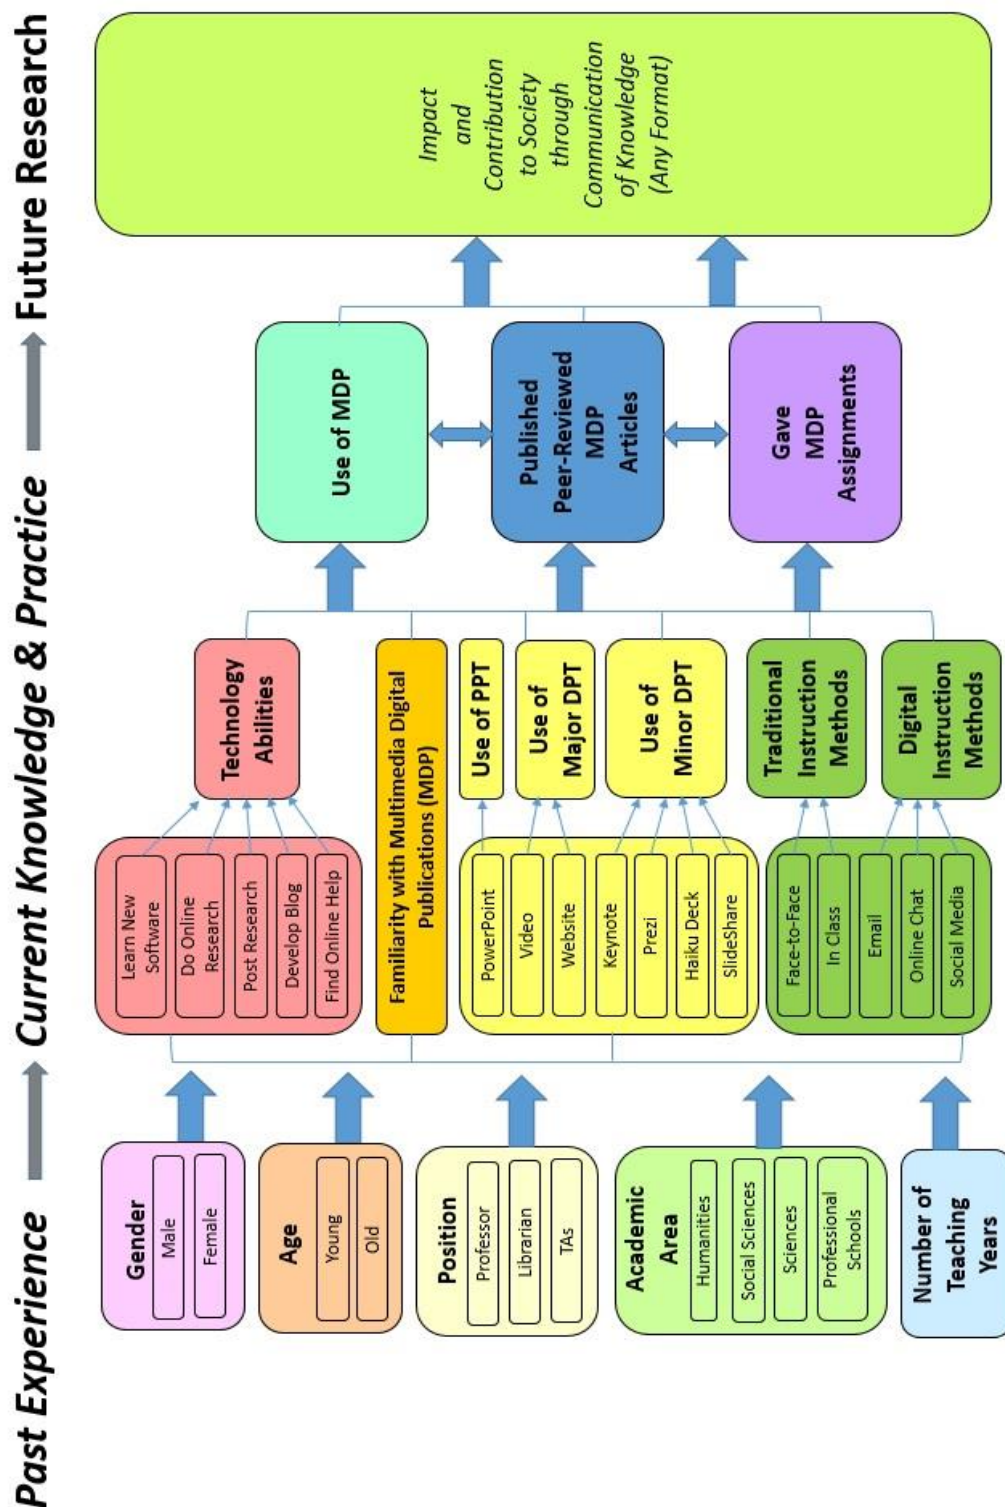 Past Experience
Current Knowledge & Practice
Future Research
Gender
Male
Female
Age
Young
Old
Position
Professor
Librarian
TAs
Academic
Area
Humanities
Social Sciences
Sciences
Professional
Schools
Number of
Teaching
Years
Learn New
Software
Do Online
Research
Post Research
Develop Blog
Find Online Help
Technology
Abilities
Familiarity with Multimedia Digital
Publications (MDP)
PowerPoint
Video
Website
Keynote
Prezi
Haiku Deck
Slideshare
Use of PPT
Use of
Major DPT
Use of
Minor DPT
Face-to-Face
In Class
Email
Online Chat
Social Media
Traditional
Instruction
Methods
Digital
Instruction
Methods
Use of MDP
Published
Peer-Reviewed
MDP
Articles
Gave
MDP
Assignments
Impact
and
Contribution
to Society
through
Communication
of Knowledge
(Any Format)